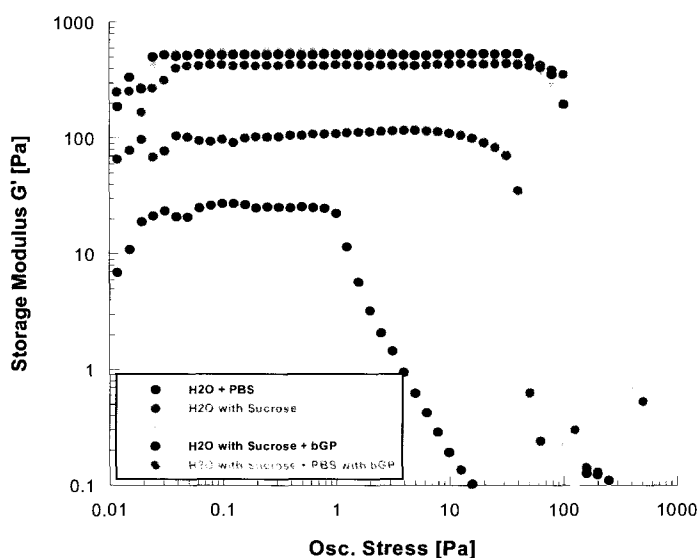 1000
100
10
1
0.1
Storage Modulus G' [Pa]
H2O + PBS
H2O with Sucrose
H2O with Sucrose + bGP
H2O with Sucrose + PBS with bGP
0.01
0.1
1
10
100
1000
Osc. Stress [Pa]